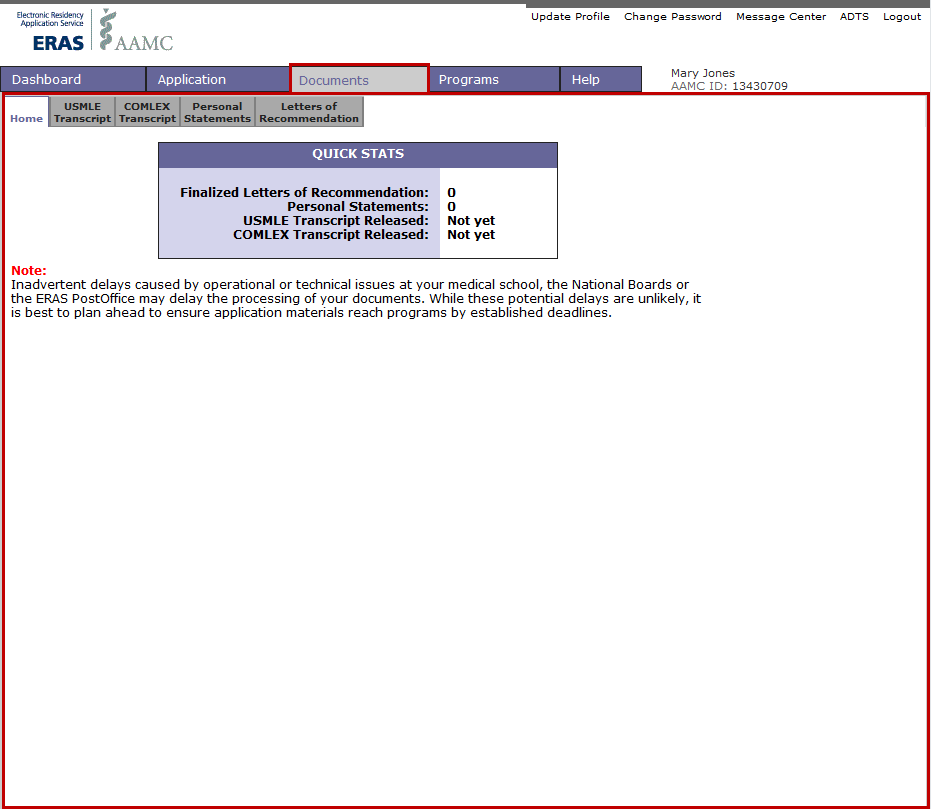 Electronic Residency
Application Service
ERAS
AAMC
Update Profile Change Password Message Center ADTS Logout
Dashboard Application Documents Programs Help
Mary Jones
AAMC ID: 13430709
Home
USMLE
Transcript
COMLEX
Transcript
Personal
Statements
Letters of
Recommendation
QUICK STATS
Finalized Letters of Recommendation: 0
Personal Statements: 0
USMLE Transcript Released: Not yet
COMLEX Transcript Released: Not yet
Note:
Inadvertent delays caused by operational or technical issues at your medical school, the National Boards or
the ERAS PostOffice may delay the processing of your documents. While these potential delays are unlikely, it
is best to plan ahead to ensure application materials reach programs by established deadlines.